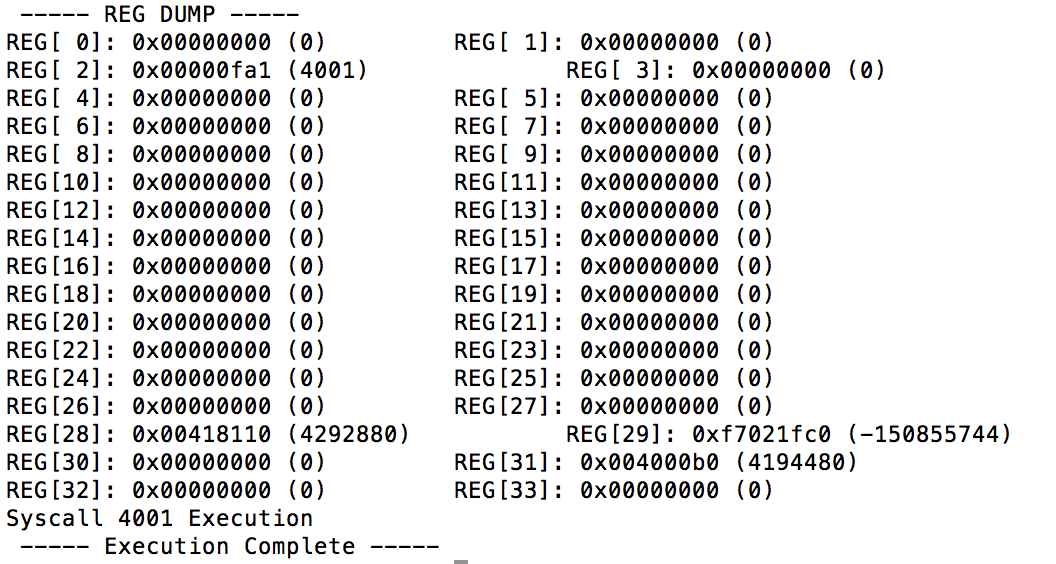 ----- REG DUMP -----
REG[ 0]: 0x00000000 (0) REG[ 1]: 0x00000000 (0)
REG[ 2]: 0x00000fa1 (4001) REG[ 3]: 0x00000000 (0)
REG[ 4]: 0x00000000 (0) REG[ 5]: 0x00000000 (0)
REG[ 6]: 0x00000000 (0) REG[ 7]: 0x00000000 (0)
REG[ 8]: 0x00000000 (0) REG[ 9]: 0x00000000 (0)
REG[10]: 0x00000000 (0) REG[11]: 0x00000000 (0)
REG[12]: 0x00000000 (0) REG[13]: 0x00000000 (0)
REG[14]: 0x00000000 (0) REG[15]: 0x00000000 (0)
REG[16]: 0x00000000 (0) REG[17]: 0x00000000 (0)
REG[18]: 0x00000000 (0) REG[19]: 0x00000000 (0)
REG[20]: 0x00000000 (0) REG[21]: 0x00000000 (0)
REG[22]: 0x00000000 (0) REG[23]: 0x00000000 (0)
REG[24]: 0x00000000 (0) REG[25]: 0x00000000 (0)
REG[26]: 0x00000000 (0) REG[27]: 0x00000000 (0)
REG[28]: 0x00418110 (4292880) REG[29]: 0xf7021fc0 (-150855744)
REG[30]: 0x00000000 (0) REG[31]: 0x004000b0 (4194480)
REG[32]: 0x00000000 (0) REG[33]: 0x00000000 (0)
Syscall 4001 Execution
----- Execution Complete -----